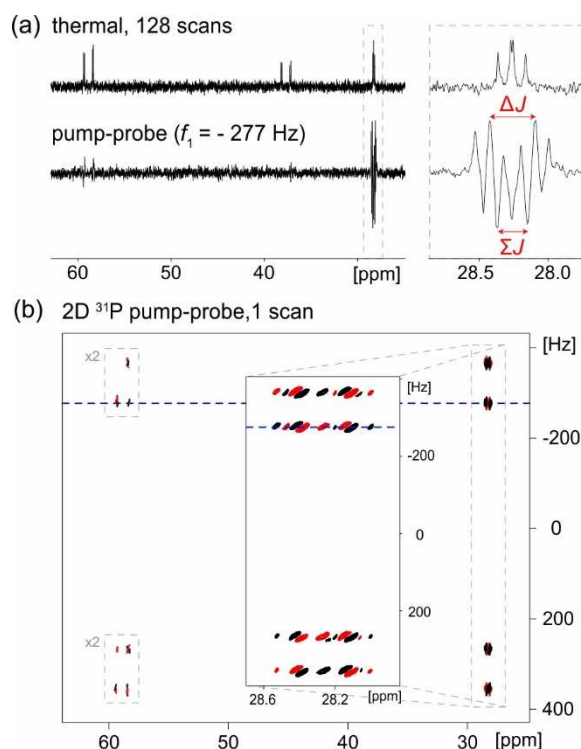 (a) thermal, 128 scans
ΔJ
pump-probe (f₁ = - 277 Hz)
ΣJ
60 50 40 [ppm] 28.5 28.0
(b) 2D ³¹P pump-probe,1 scan
[Hz]
x2
[Hz]
-200
-200
0
0
200
200
x2
28.6 28.2 [ppm]
400
60 50 40 30 [ppm]